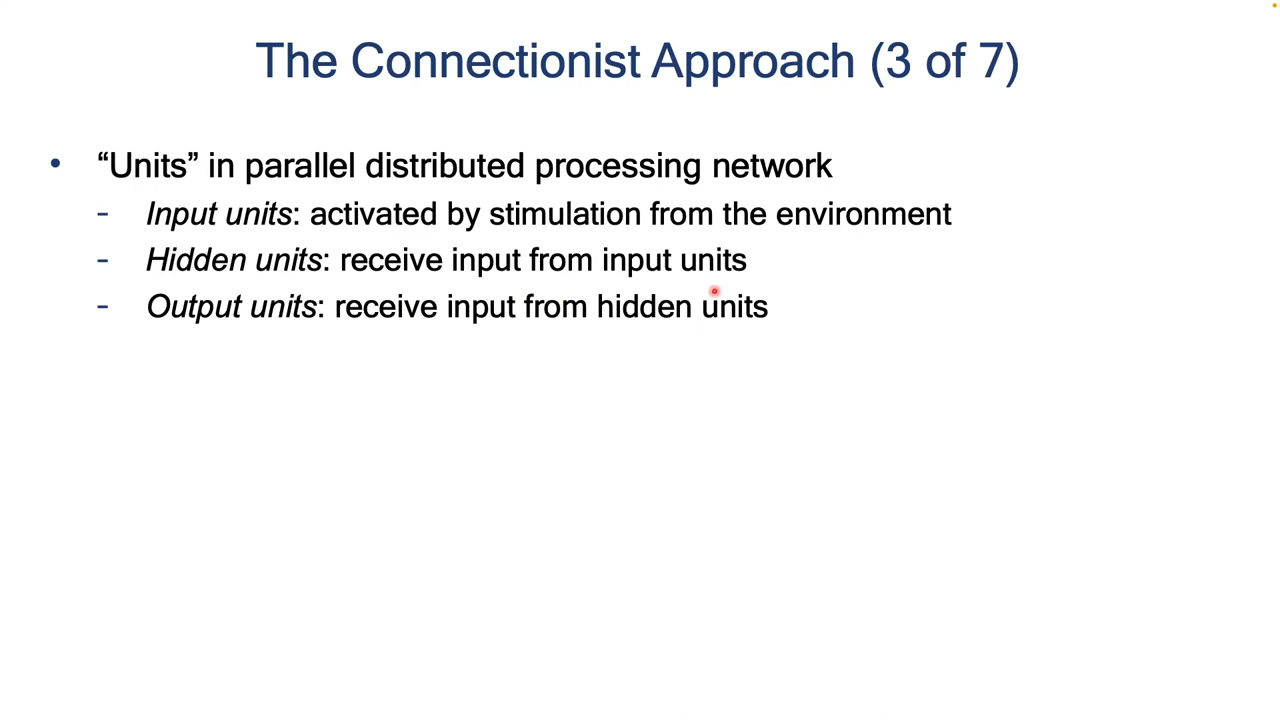 The Connectionist Approach (3 of 7)
• “Units” in parallel distributed processing network
- Input units: activated by stimulation from the environment
- Hidden units: receive input from input units
- Output units: receive input from hidden units